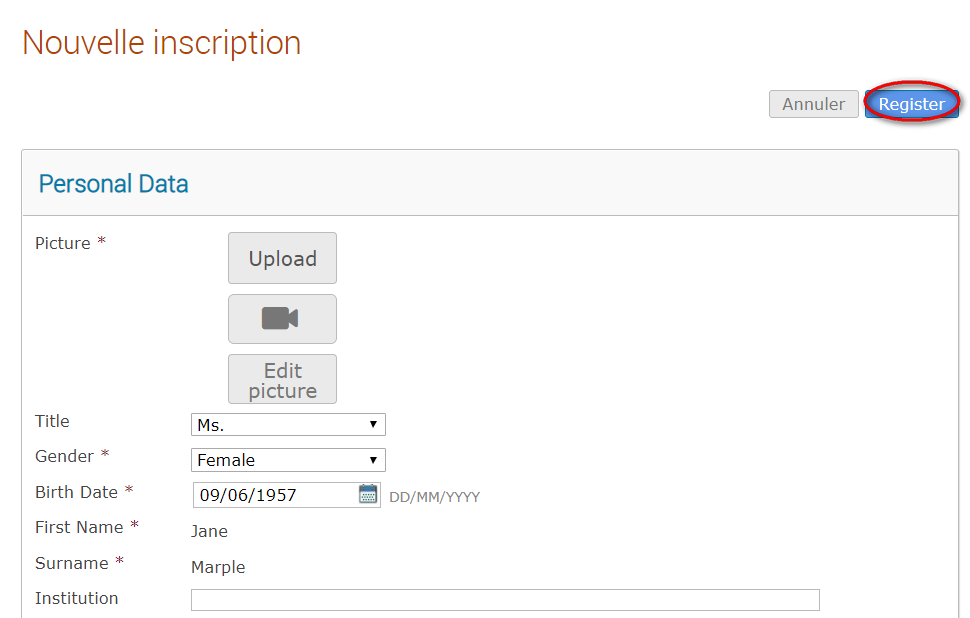 Nouvelle inscription
Annuler Register
Personal Data
Picture * Upload
Edit
picture
Title Ms.
Gender * Female
Birth Date * 09/06/1957 DD/MM/YYYY
First Name * Jane
Surname * Marple
Institution